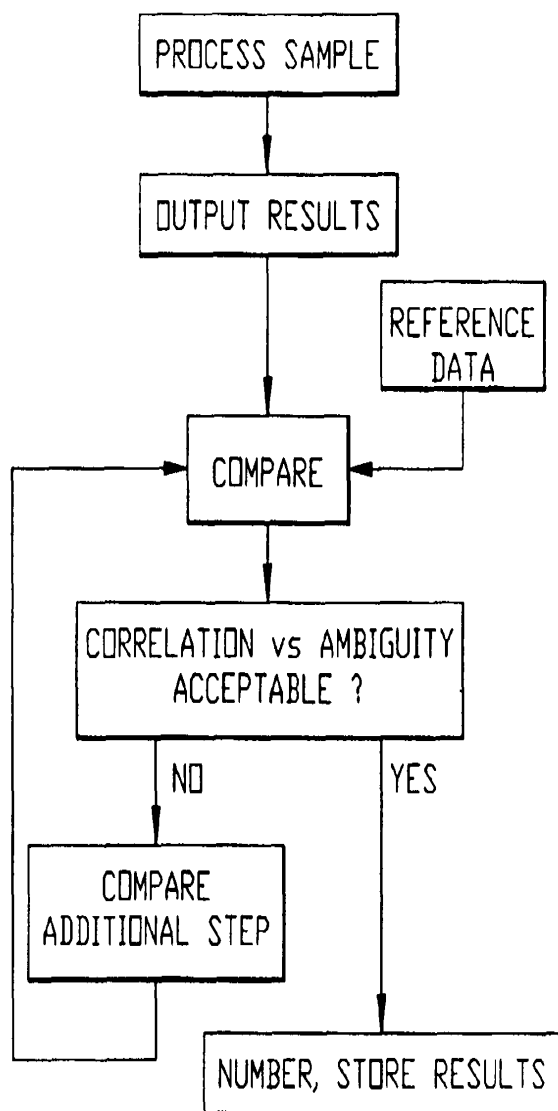 PROCESS SAMPLE
OUTPUT RESULTS
REFERENCE
DATA
COMPARE
CORRELATION vs AMBIGUITY
ACCEPTABLE ?
NO
YES
COMPARE
ADDITIONAL STEP
NUMBER, STORE RESULTS